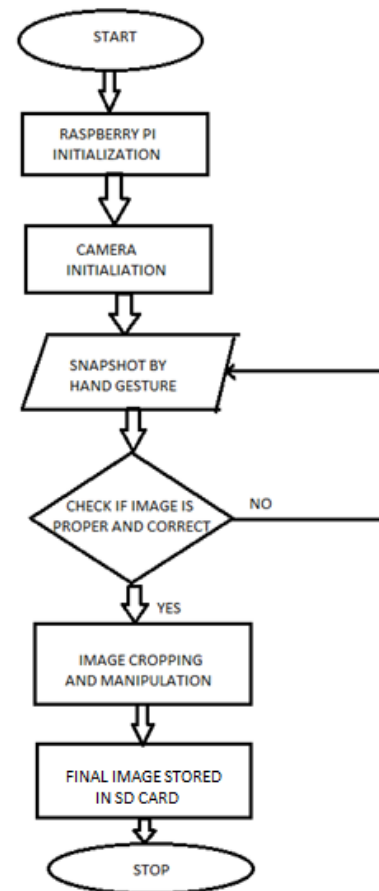 START
RASPBERRY PI
INITIALIZATION
CAMERA
INITIALIATION
SNAPSHOT BY
HAND GESTURE
CHECK IF IMAGE IS
PROPER AND CORRECT
NO
YES
IMAGE CROPPING
AND MANIPULATION
FINAL IMAGE STORED
IN SD CARD
STOP